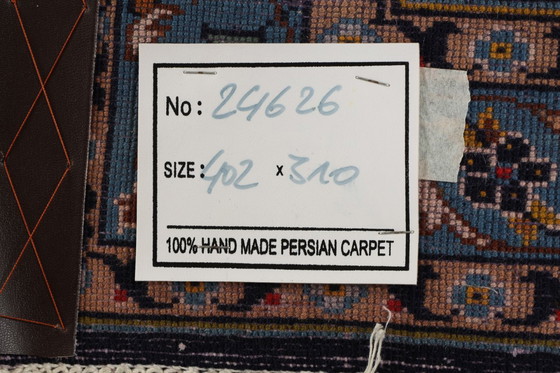 No: 24626
SIZE: 402 x 310
100% HAND MADE PERSIAN CARPET